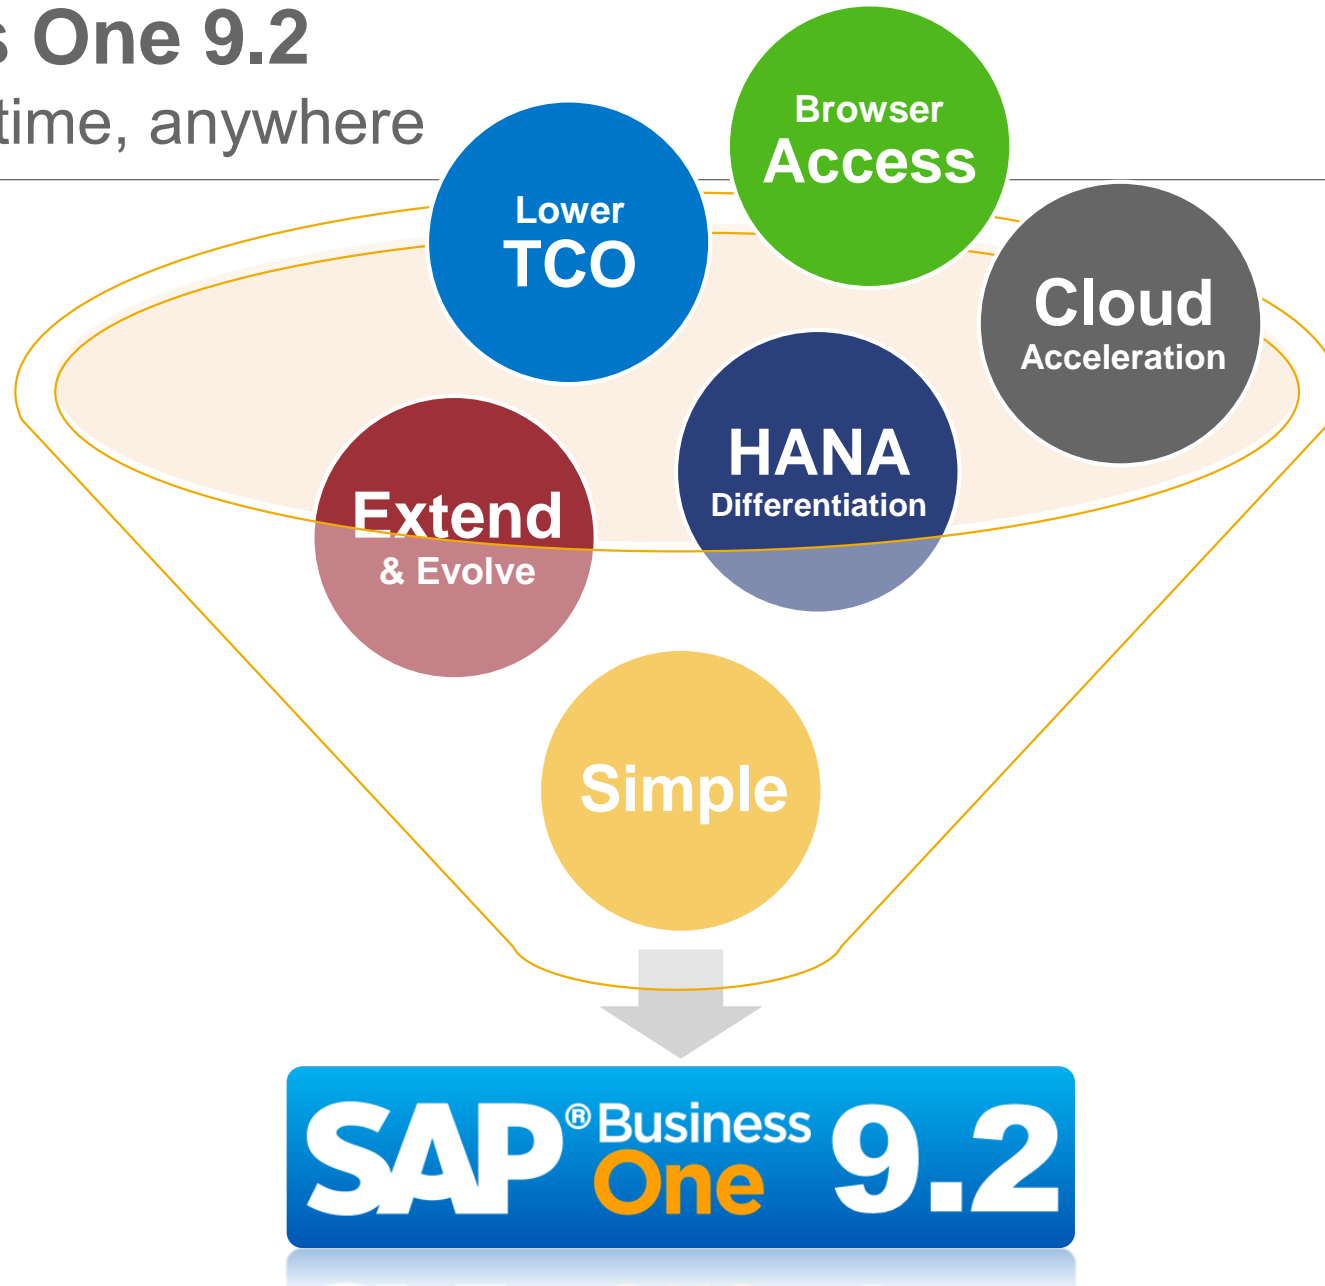 s One 9.2
time, anywhere
Browser
Access
Lower
TCO
Cloud
Acceleration
HANA
Differentiation
Extend
& Evolve
Simple
SAP® Business One 9.2